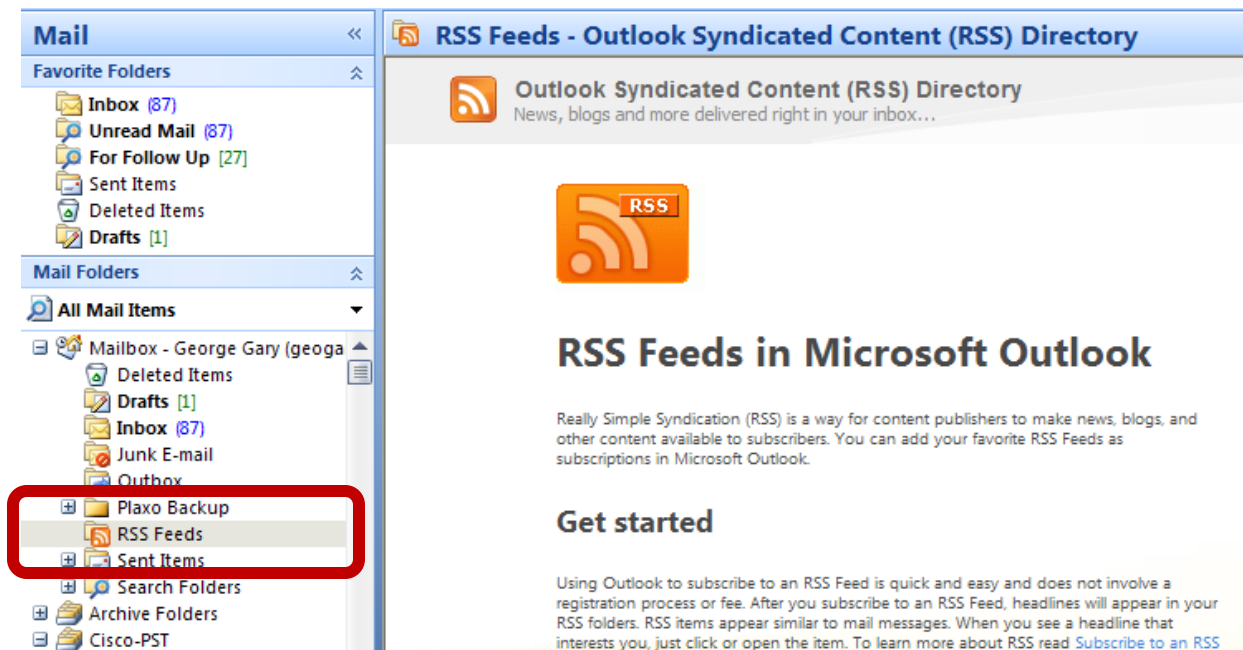 Mail «
Favorite Folders
Inbox (87)
Unread Mail (87)
For Follow Up [27]
Sent Items
Deleted Items
Drafts [1]
Mail Folders
All Mail Items
Mailbox - George Gary (geoga
Deleted Items
Drafts [1]
Inbox (87)
Junk E-mail
Outbox
Plaxo Backup
RSS Feeds
Sent Items
Search Folders
Archive Folders
Cisco-PST
RSS Feeds - Outlook Syndicated Content (RSS) Directory
Outlook Syndicated Content (RSS) Directory
News, blogs and more delivered right in your inbox...
RSS
RSS Feeds in Microsoft Outlook
Really Simple Syndication (RSS) is a way for content publishers to make news, blogs, and
other content available to subscribers. You can add your favorite RSS Feeds as
subscriptions in Microsoft Outlook.
Get started
Using Outlook to subscribe to an RSS Feed is quick and easy and does not involve a
registration process or fee. After you subscribe to an RSS Feed, headlines will appear in your
RSS folders. RSS items appear similar to mail messages. When you see a headline that
interests you, just click or open the item. To learn more about RSS read Subscribe to an RSS